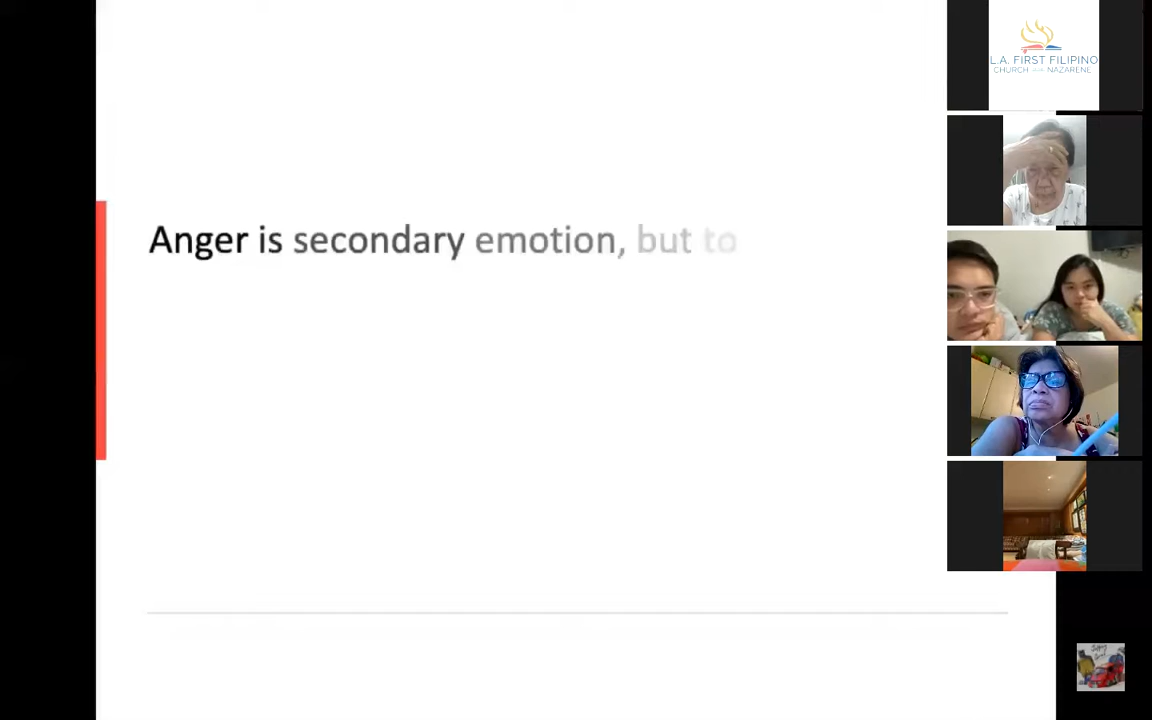 Anger is secondary emotion, but to
L.A. FIRST FILIPINO
CHURCH OF THE NAZARENE